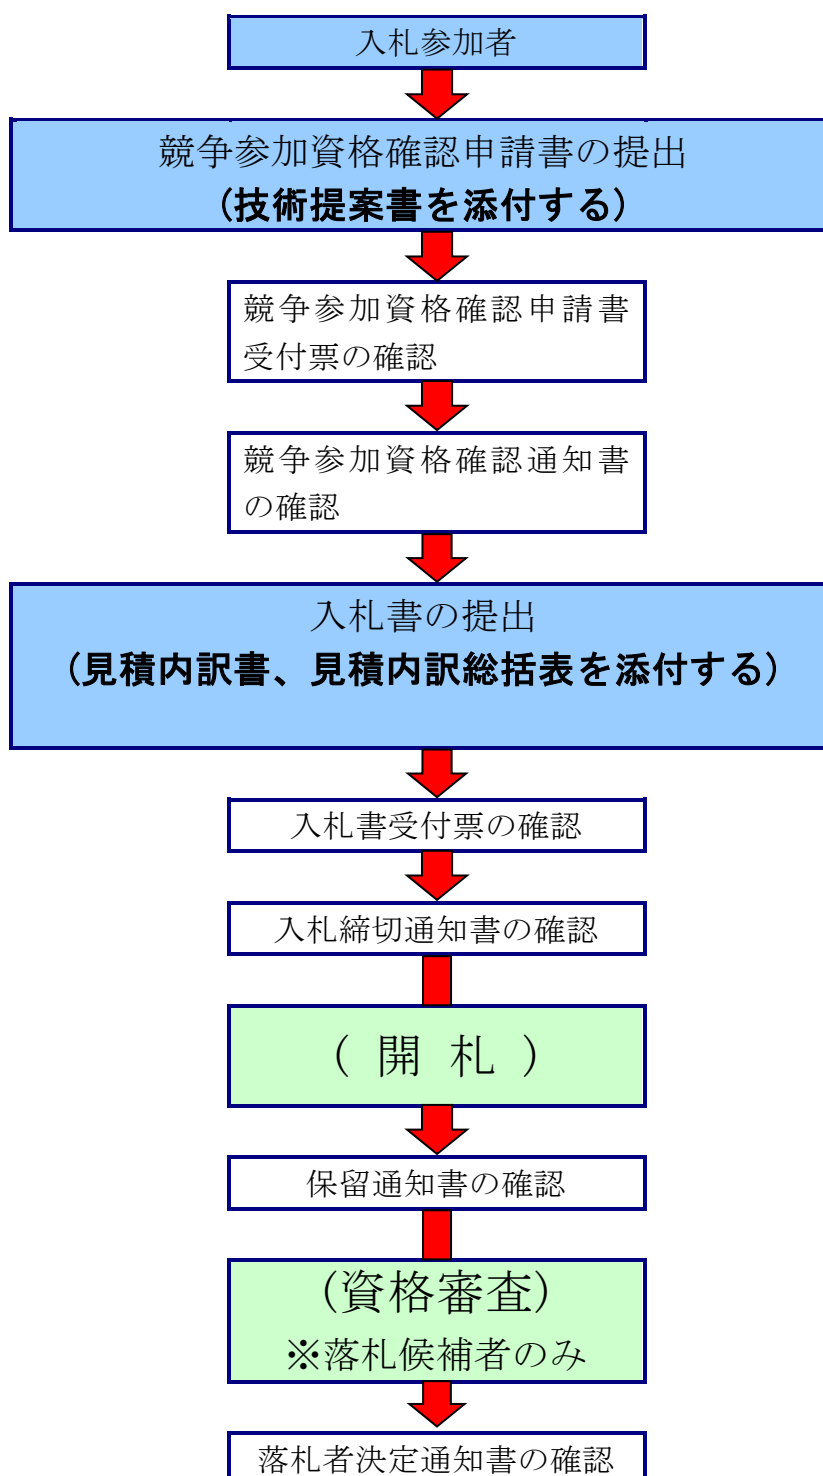 入札参加者
競争参加資格確認申請書の提出
(技術提案書を添付する)
競争参加資格確認申請書
受付票の確認
競争参加資格確認通知書
の確認
入札書の提出
(見積内訳書、見積内訳総括表を添付する)
入札書受付票の確認
入札締切通知書の確認
( 開 札 )
保留通知書の確認
(資格審査)
※落札候補者のみ
落札者決定通知書の確認